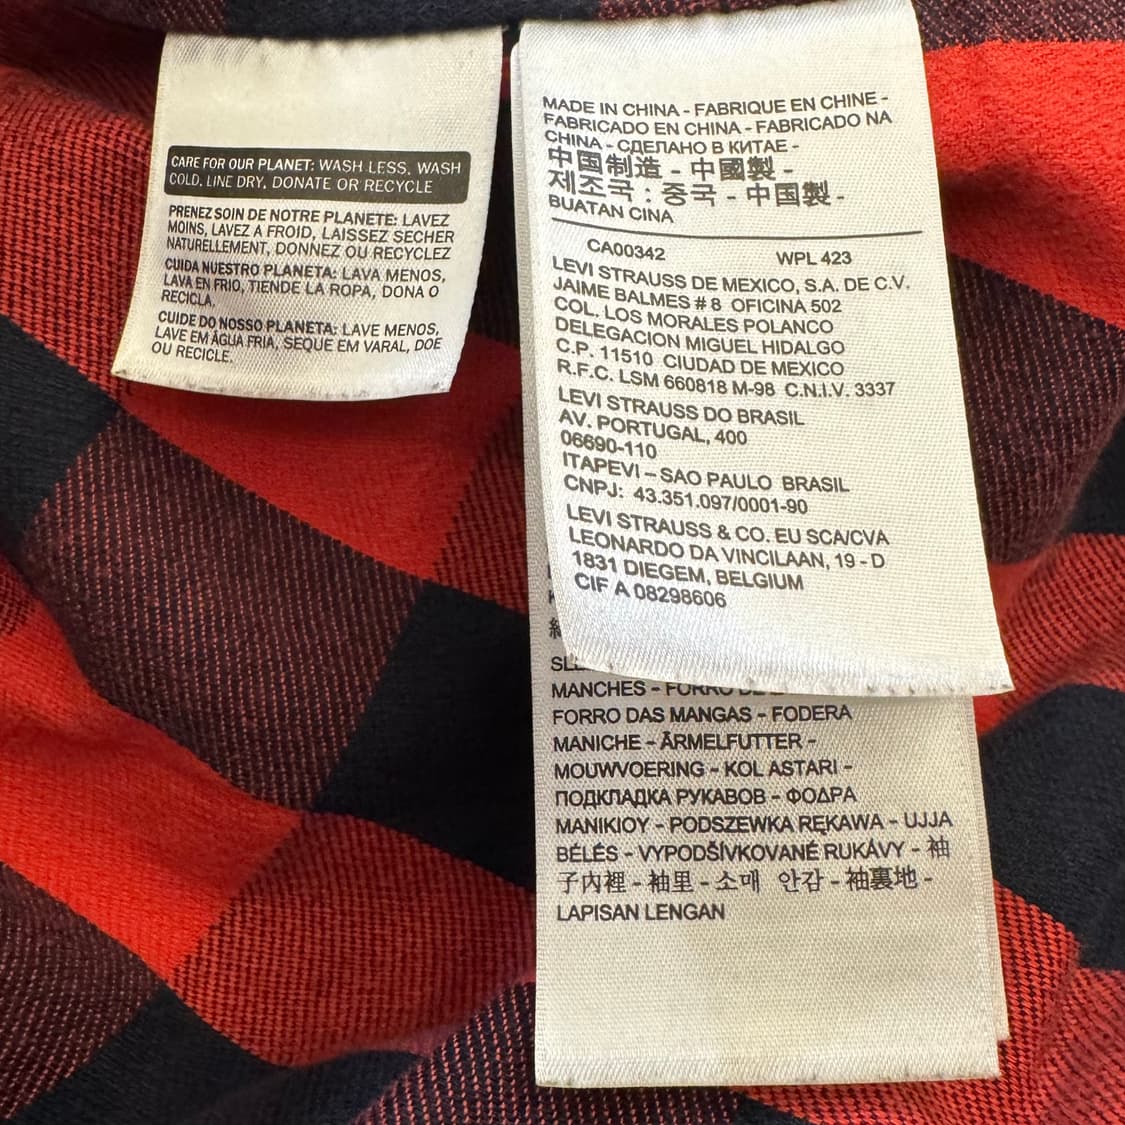 CARE FOR OUR PLANET: WASH LESS, WASH
COLD, LINE DRY, DONATE OR RECYCLE
PRENEZ SOIN DE NOTRE PLANETE: LAVEZ
MOINS, LAVEZ A FROID, LAISSEZ SECHER
NATURELLEMENT, DONNEZ OU RECYCLEZ
CUIDA NUESTRO PLANETA: LAVA MENOS,
LAVA EN FRIO, TIENDE LA ROPA, DONA O
RECICLA.
CUIDE DO NOSSO PLANETA: LAVE MENOS,
LAVE EM ÁGUA FRIA, SEQUE EM VARAL, DOE
OU RECICLE.
MADE IN CHINA - FABRIQUE EN CHINE -
FABRICADO EN CHINA - FABRICADO NA
CHINA - СДЕЛАНО В КИТАЕ -
中国制造 - 中國製 -
제조국 : 중국 - 中国製 -
BUATAN CINA
CA00342 WPL 423
LEVI STRAUSS DE MEXICO, S.A. DE C.V.
JAIME BALMES # 8 OFICINA 502
COL. LOS MORALES POLANCO
DELEGACION MIGUEL HIDALGO
C.P. 11510 CIUDAD DE MEXICO
R.F.C. LSM 660818 M-98 C.N.I.V. 3337
LEVI STRAUSS DO BRASIL
AV. PORTUGAL, 400
06690-110
ITAPEVI – SAO PAULO BRASIL
CNPJ: 43.351.097/0001-90
LEVI STRAUSS & CO. EU SCA/CVA
LEONARDO DA VINCILAAN, 19 - D
1831 DIEGEM, BELGIUM
CIF A 08298606
MANCHES - FORRO DE
FORRO DAS MANGAS - FODERA
MANICHE - ÄRMELFUTTER -
MOUWVOERING - KOL ASTARI -
ПОДКЛАДКА РУКАВОВ - ΦΟΔΡΑ
ΜΑΝΙΚΙΟΥ - PODSZEWKA RĘKAWA - UJJA
BÉLÉS - VYPODŠÍVKOVANÉ RUKÁVY - 袖
子內裡 - 袖里 - 소매 안감 - 袖裏地 -
LAPISAN LENGAN